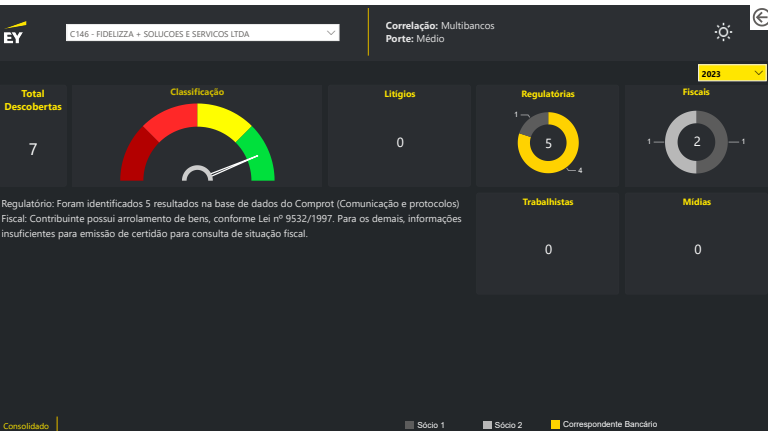 EY
C146 - FIDELIZZA + SOLUCOES E SERVICOS LTDA
Correlação: Multibancos
Porte: Médio
2023
Total
Descobertas
7
Classificação
Litígios
0
Regulatórias
1
5
4
Fiscais
1
2
1
Regulatório: Foram identificados 5 resultados na base de dados do Comprot (Comunicação e protocolos)
Fiscal: Contribuinte possui arrolamento de bens, conforme Lei nº 9532/1997. Para os demais, informações
insuficientes para emissão de certidão para consulta de situação fiscal.
Trabalhistas
0
Mídias
0
Consolidado
Sócio 1
Sócio 2
Correspondente Bancário